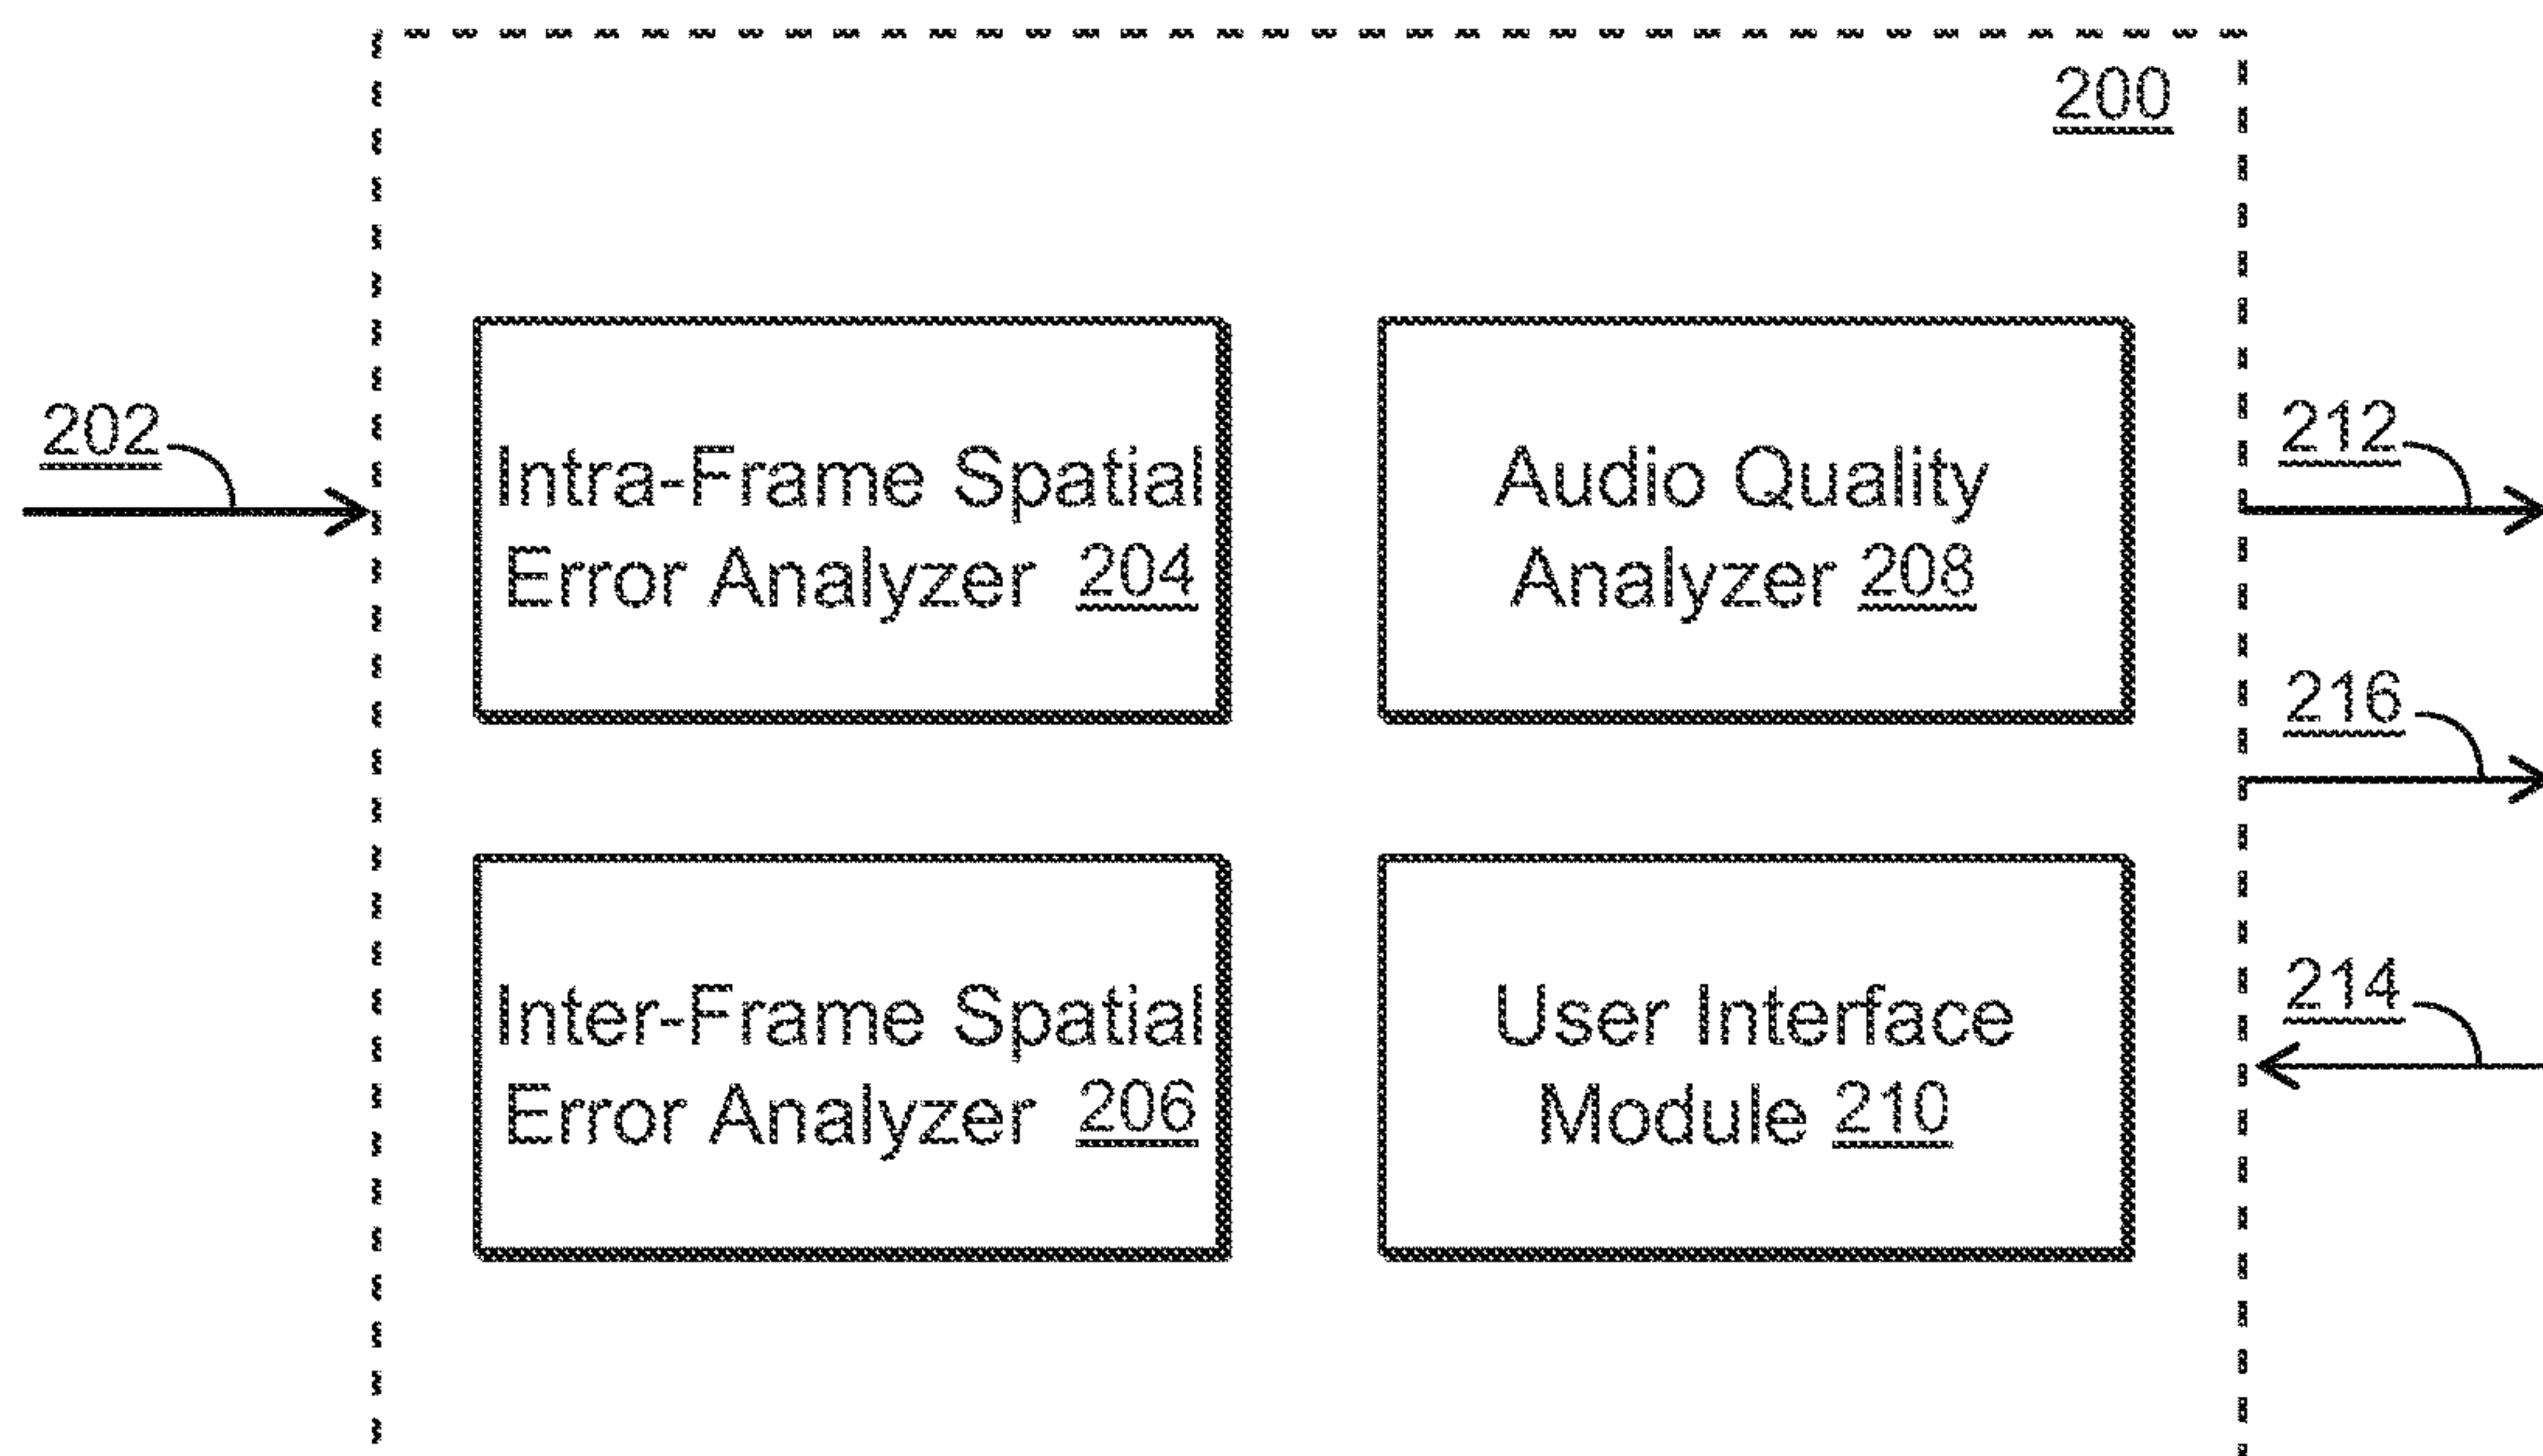 200
202
Intra-Frame Spatial
Error Analyzer 204
Audio Quality
Analyzer 208
212
216
Inter-Frame Spatial
Error Analyzer 206
User Interface
Module 210
214